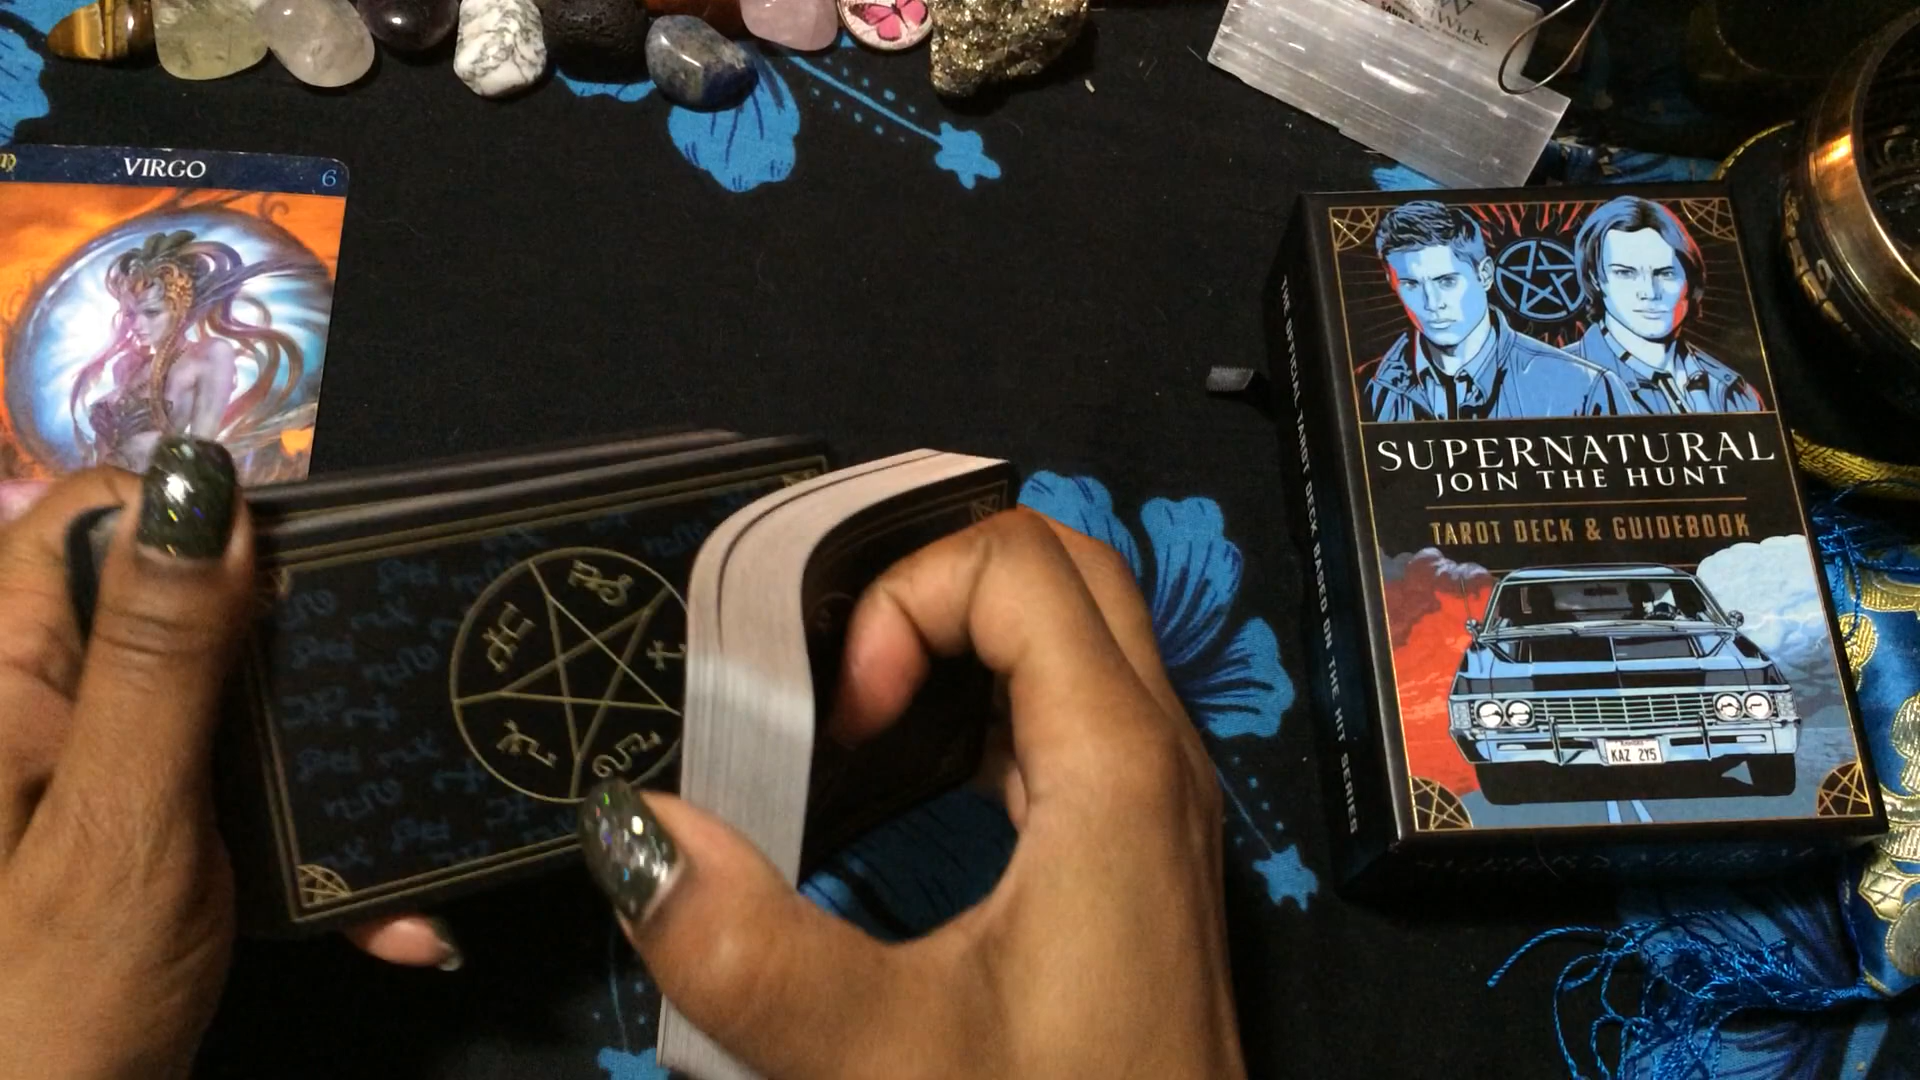 VIRGO
6
Wick.
THE OFFICIAL TAROT DECK BASED ON THE HIT SERIES
SUPERNATURAL
JOIN THE HUNT
TAROT DECK & GUIDEBOOK
KAZ 2Y5